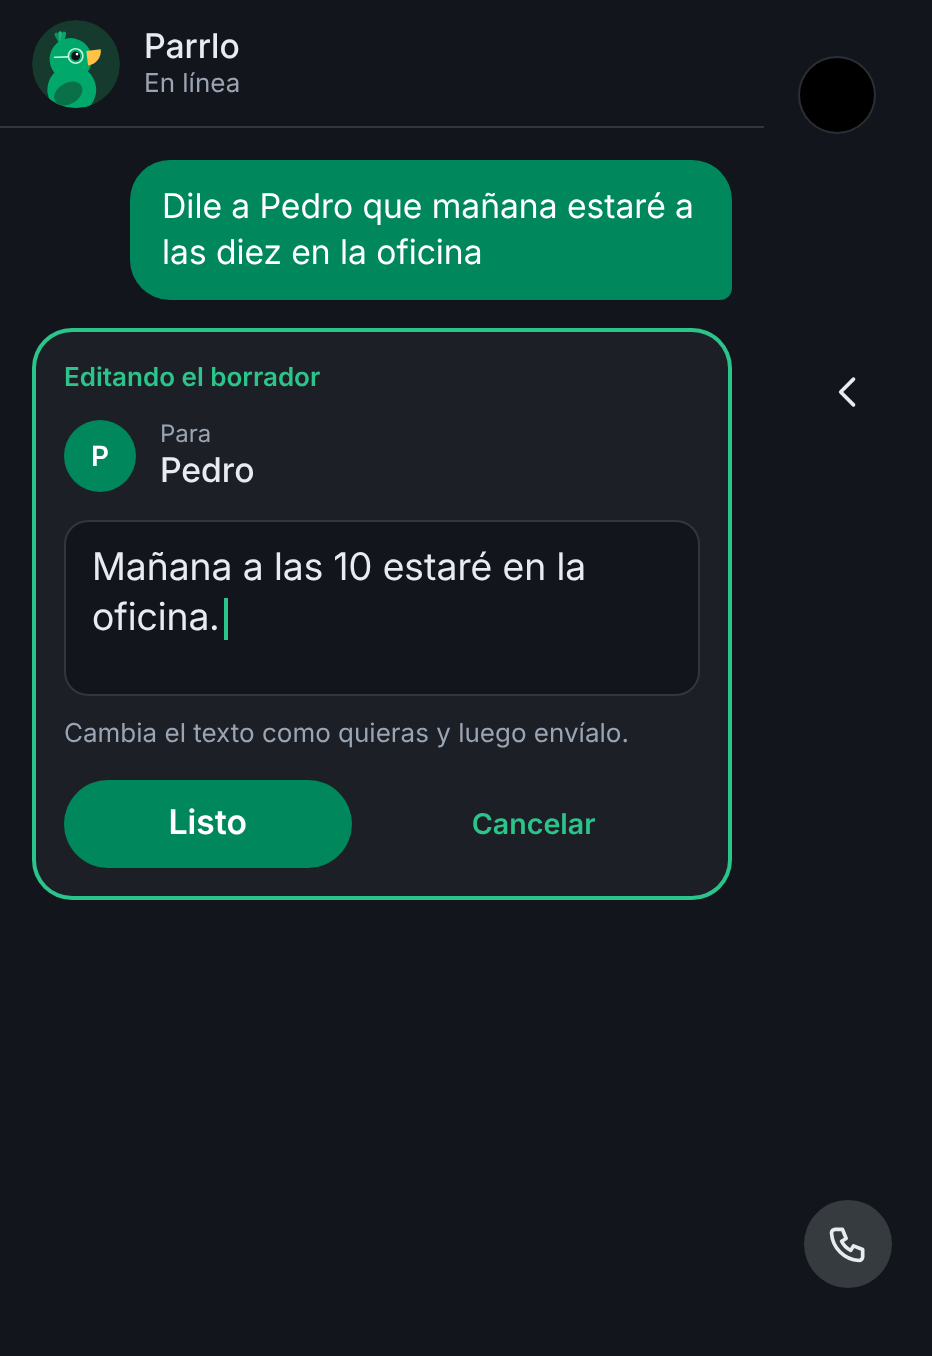 Parrlo
En línea
Dile a Pedro que mañana estaré a
las diez en la oficina
Editando el borrador
P
Para
Pedro
Mañana a las 10 estaré en la
oficina.
Cambia el texto como quieras y luego envíalo.
Listo
Cancelar